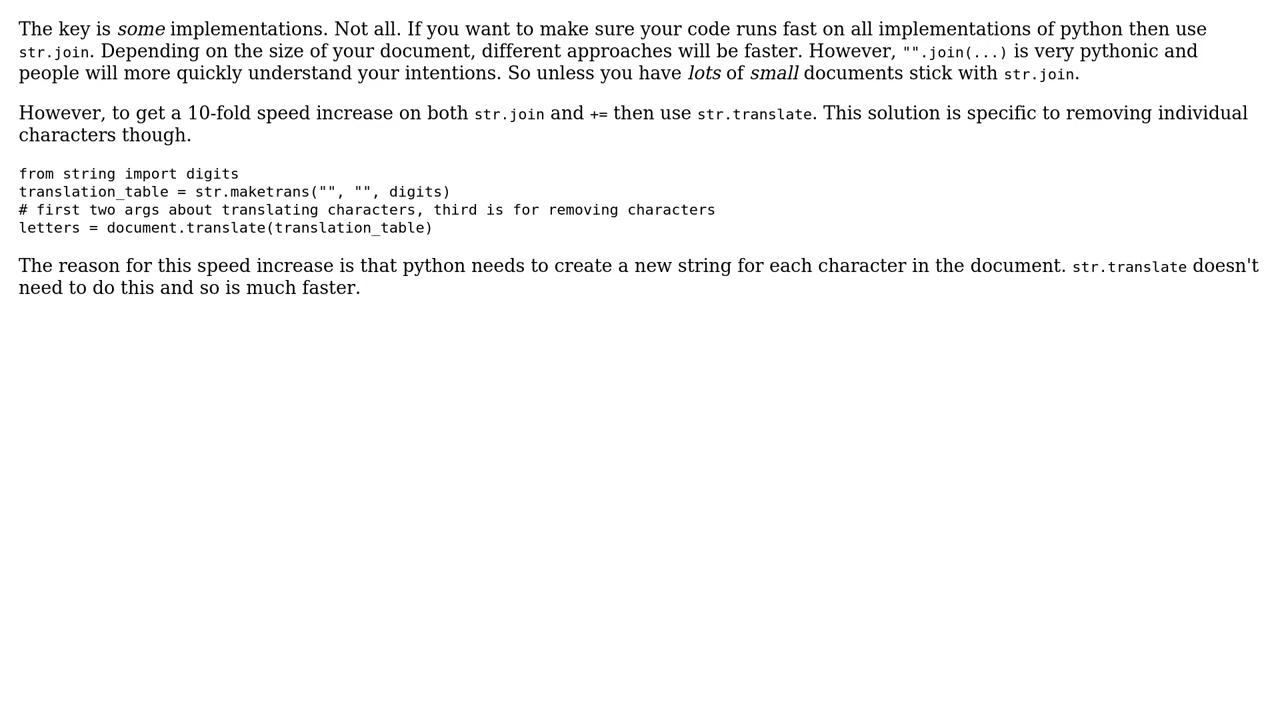 The key is some implementations. Not all. If you want to make sure your code runs fast on all implementations of python then use
str.join. Depending on the size of your document, different approaches will be faster. However, "".join(...) is very pythonic and
people will more quickly understand your intentions. So unless you have lots of small documents stick with str.join.
However, to get a 10-fold speed increase on both str.join and += then use str.translate. This solution is specific to removing individual
characters though.
from string import digits
translation_table = str.maketrans("", "", digits)
# first two args about translating characters, third is for removing characters
letters = document.translate(translation_table)
The reason for this speed increase is that python needs to create a new string for each character in the document. str.translate doesn't
need to do this and so is much faster.